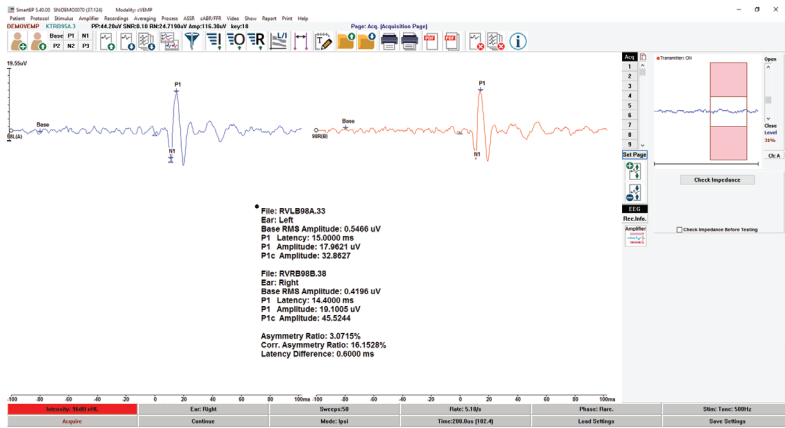 SmartEP 5.40.00 SN:DEMO0070 (37:124) Modality: cVEMP
Patient Protocol Stimulus Amplifier Recordings Averaging Process ASSR cABR/FFR Video Show Report Print Help
DEMOVEMP KTRB95A.3 PP:44.20uV SNR:0.10 RN:24.7190uV Amp:116.30uV key:18 Page: Acq. (Acquisition Page)
Base P1 N1
P2 N2 P3
PDF PDF
19.55uV
P1
Base
N1
P1
Base
98R(B)
N1
File: RVLB98A.33
Ear: Left
Base RMS Amplitude: 0.5466 uV
P1 Latency: 15.0000 ms
P1 Amplitude: 17.9621 uV
P1c Amplitude: 32.8627
File: RVRB98B.38
Ear: Right
Base RMS Amplitude: 0.4196 uV
P1 Latency: 14.4000 ms
P1 Amplitude: 19.1005 uV
P1c Amplitude: 45.5244
Asymmetry Ratio: 3.0715%
Corr. Asymmetry Ratio: 16.1528%
Latency Difference: 0.6000 ms
-100 -80 -60 -40 -20 0 20 40 60 80 100ms -80 -60 -40 -20 0 20 40 60 80 100ms
Acq
1
2
3
4
5
6
7
8
9
Set Page
EEG
Rec.Info.
Amplifier
Transmitten: ON
Open
Close
Level
31%
Ch: A
Check Impedance
Check Impedance Before Testing
Ear: Right Sweeps:50 Rate: 5.10/s Phase: Rare. Stim: Tone: 500Hz
Acquire Continue Mode: Ipsi Time:200.0us (102.4) Load Settings Save Settings